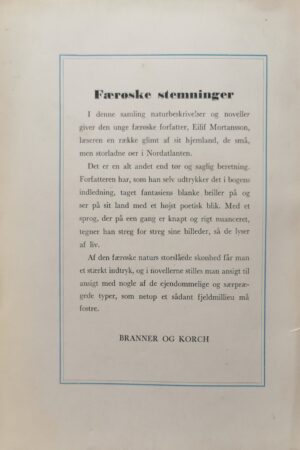 Færøske stemninger
I denne samling naturbeskrivelser og noveller
giver den unge færøske forfatter, Eilif Mortansson,
læseren en række glimt af sit hjemland, de små,
men storladne øer i Nordatlanten.
Det er en alt andet end tør og saglig beretning.
Forfatteren har, som han selv udtrykker det i bogens
indledning, taget fantasiens blanke briller på og
ser på sit land med et højst poetisk blik. Med et
sprog, der på een gang er knapt og rigt nuanceret,
tegner han streg for streg sine billeder, så de lyser
af liv.
Af den færøske naturs storslåede skønhed får man
et stærkt indtryk, og i novellerne stilles man ansigt til
ansigt med nogle af de ejendommelige og særpræ-
gede typer, som netop et sådant fjeldmillieu må
fostre.
BRANNER OG KORCH